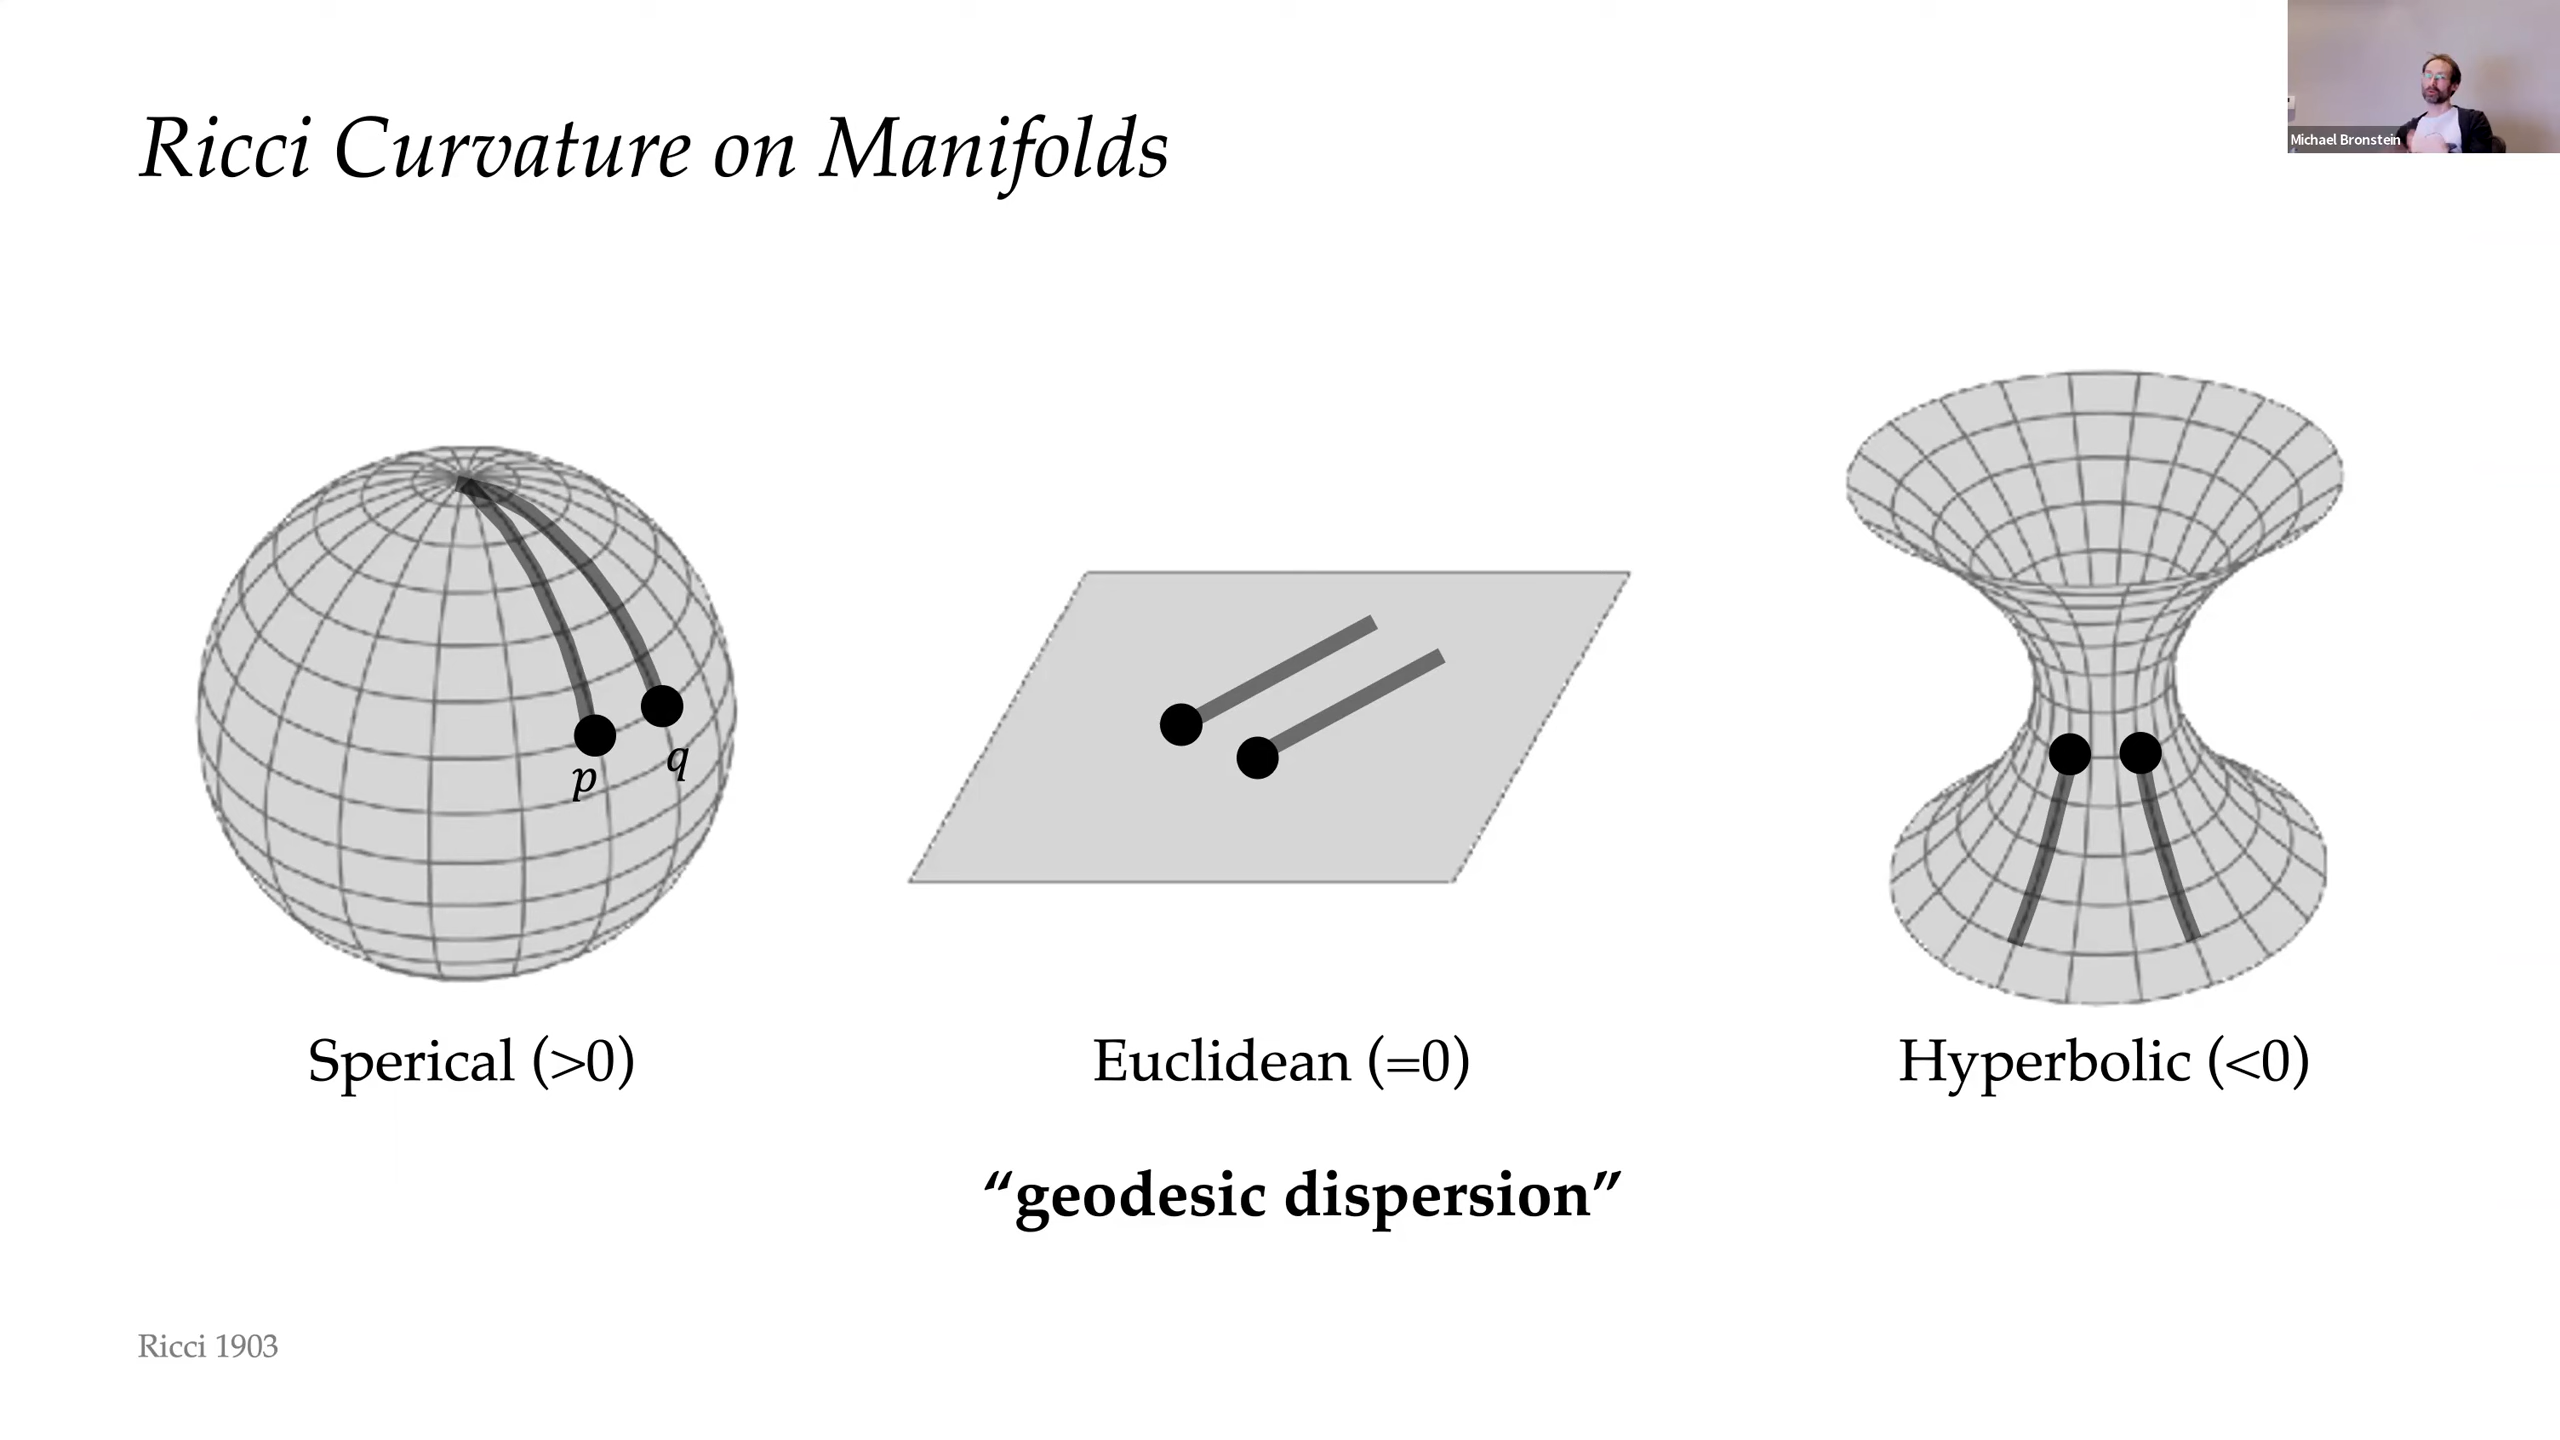 Michael Bronstein
Ricci Curvature on Manifolds
p
q
Sperical (>0)
Euclidean (=0)
Hyperbolic (<0)
“geodesic dispersion”
Ricci 1903